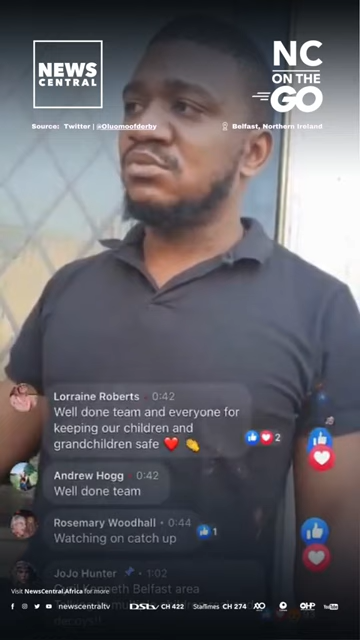 NEWS
CENTRAL
NC
ON THE
GO
Source: Twitter | @Oluomoofderby
Belfast, Northern Ireland
Lorraine Roberts · 0:42
Well done team and everyone for
keeping our children and
grandchildren safe ❤️ 👏
2
Andrew Hogg · 0:42
Well done team
Rosemary Woodhall · 0:44
Watching on catch up
1
JoJo Hunter 📌 · 1:02
Kenneth Belfast area
Visit NewsCentral.Africa for more
newscentraltv
DStv CH 422
StarTimes CH 274